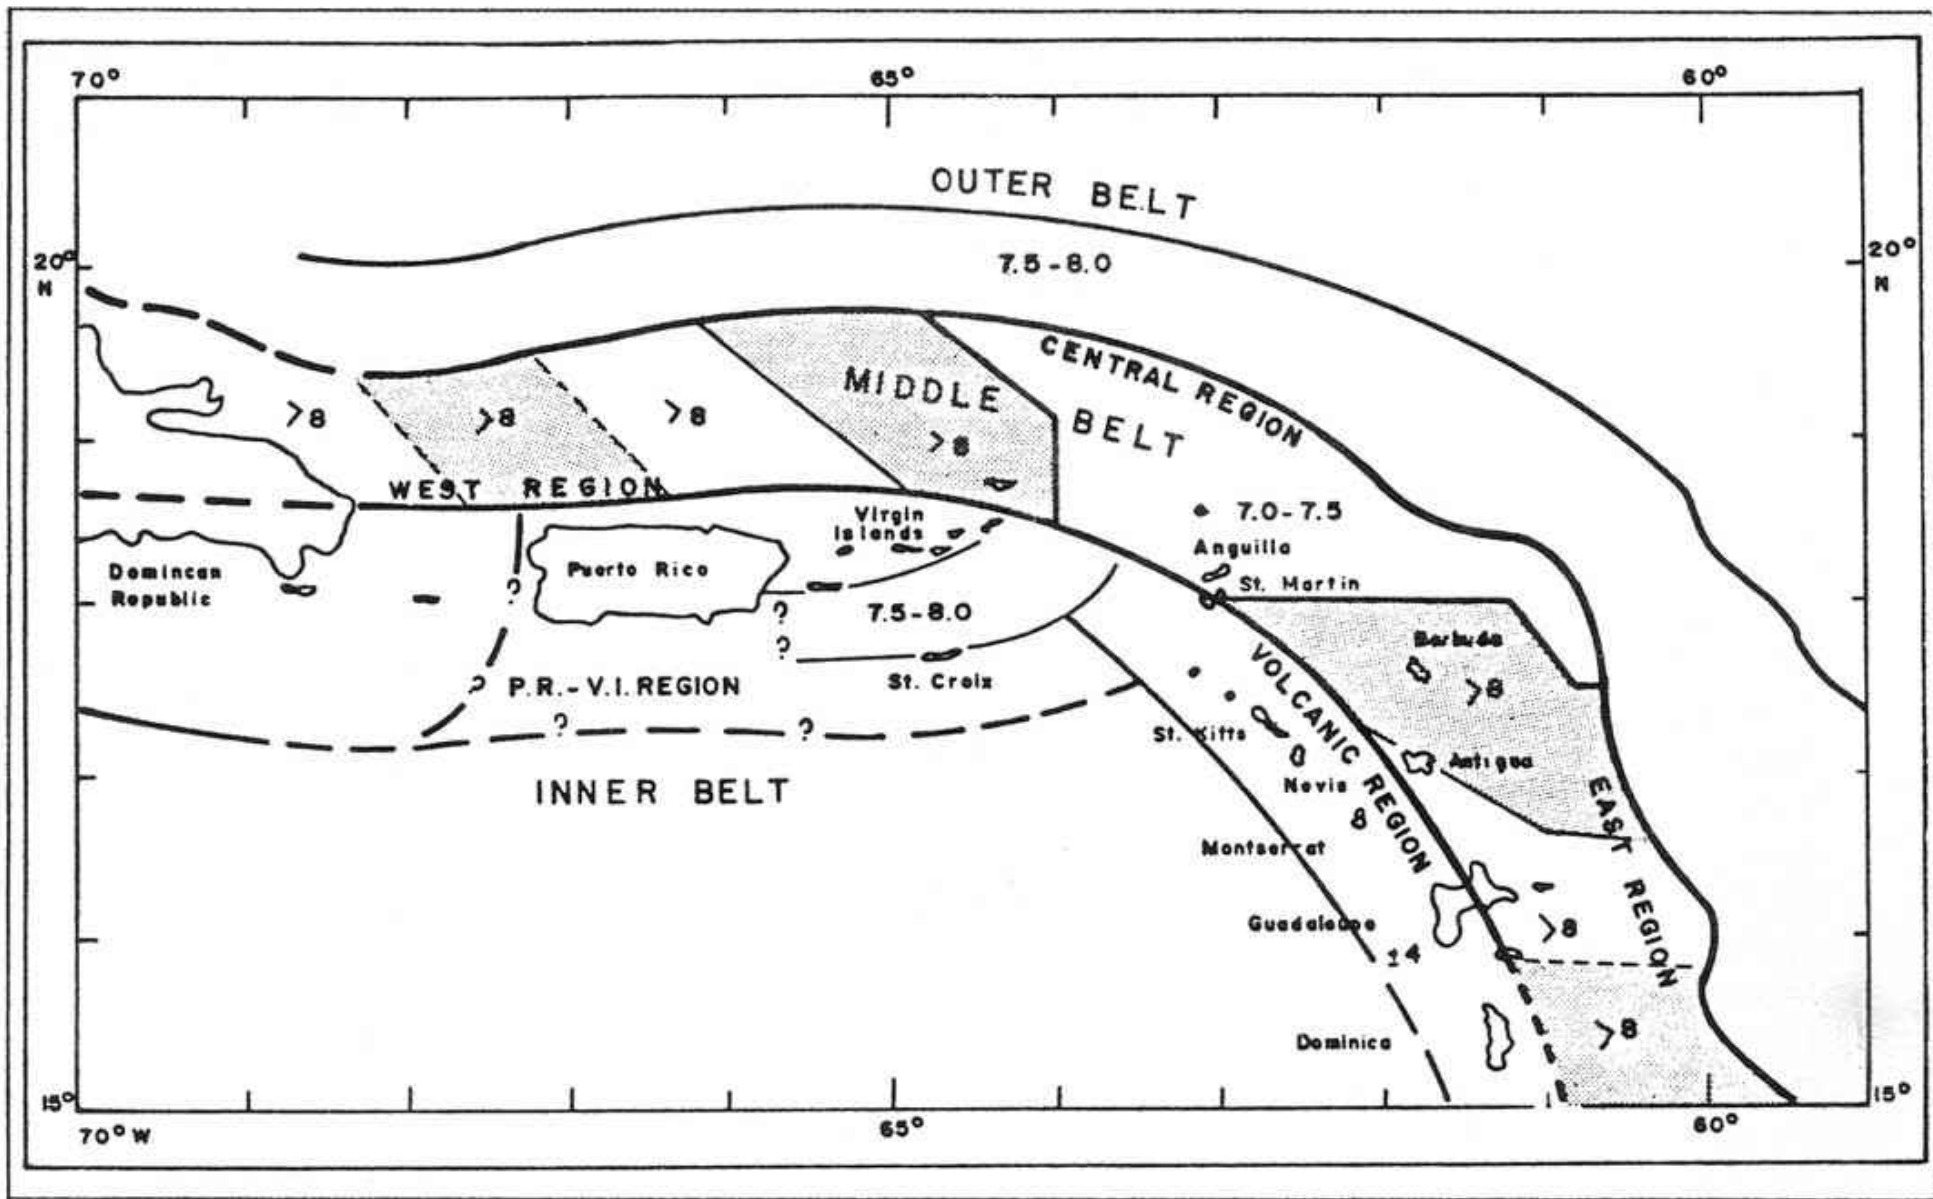 70° 65° 60°
OUTER BELT
20°
N
7.5-8.0
20°
N
CENTRAL REGION
MIDDLE
BELT
>8
>8
>8
>8
WEST REGION
7.0-7.5
Virgin
Islands
Anguilla
St. Martin
Domincan
Republic
Puerto Rico
?
?
7.5-8.0
?
Barbuda
>8
St. Croix
?
P.R.-V.I. REGION
VOLCANIC REGION
?
?
St. Kitts
Antigua
Nevis
INNER BELT
EAST REGION
Montserrat
Guadaloupe
>8
±4
>8
Dominica
15°
15°
70° W
65°
60°